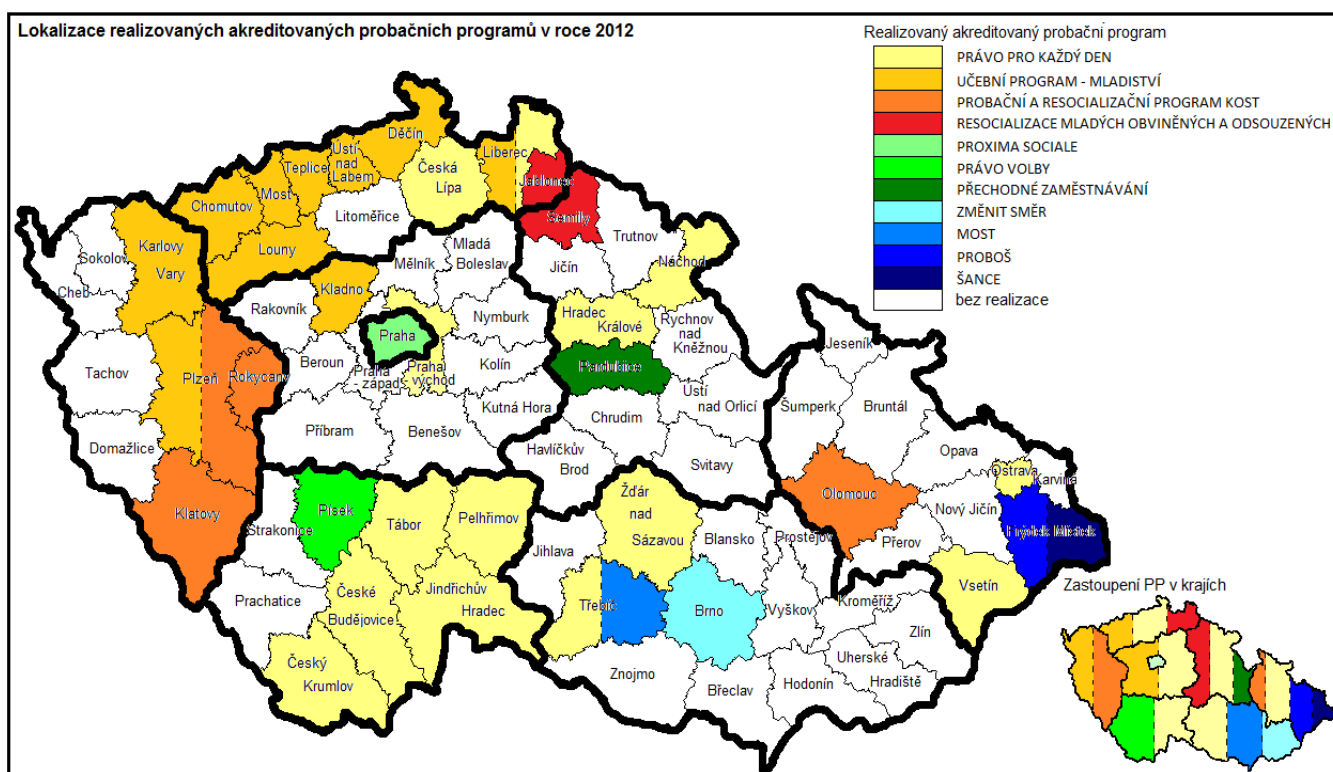 Lokalizace realizovaných akreditovaných probačních programů v roce 2012
Realizovaný akreditovaný probační program
PRÁVO PRO KAŽDÝ DEN
UČEBNÍ PROGRAM - MLADISTVÍ
PROBAČNÍ A RESOCIALIZAČNÍ PROGRAM KOST
RESOCIALIZACE MLADÝCH OBVINĚNÝCH A ODSOUZENÝCH
PROXIMA SOCIALE
PRÁVO VOLBY
PŘECHODNÉ ZAMĚSTNÁVÁNÍ
ZMĚNIT SMĚR
MOST
PROBOŠ
ŠANCE
bez realizace
Děčín
Ústí
nad
Labem
Teplice
Most
Chomutov
Louny
Litoměřice
Česká
Lípa
Liberec
Jablonec
Semily
Trutnov
Jičín
Náchod
Hradec
Králové
Rychnov
nad
Kněžnou
Pardubice
Ústí
nad Orlicí
Chrudim
Svitavy
Havlíčkův
Brod
Karlovy
Vary
Sokolov
Cheb
Tachov
Plzeň
Rokycany
Domažlice
Klatovy
Rakovník
Kladno
Mělník
Mladá
Boleslav
Nymburk
Praha
Beroun
Praha
- západ
Praha
- východ
Kolín
Kutná Hora
Příbram
Benešov
Písek
Strakonice
Tábor
Pelhřimov
Prachatice
České
Budějovice
Jindřichův
Hradec
Český
Krumlov
Žďár
nad
Sázavou
Jihlava
Třebíč
Blansko
Brno
Prostějov
Vyškov
Znojmo
Břeclav
Hodonín
Jeseník
Šumperk
Bruntál
Olomouc
Přerov
Opava
Ostrava
Karviná
Nový Jičín
Frýdek Místek
Vsetín
Kroměříž
Zlín
Uherské
Hradiště
Zastoupení PP v krajích